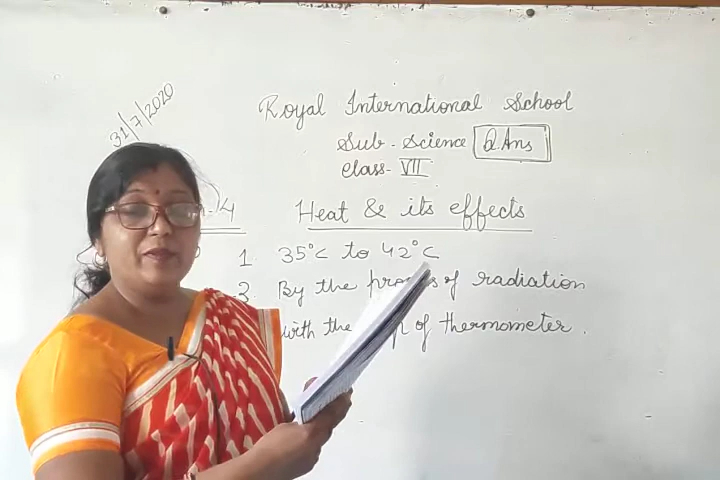 31/7/2020
Royal International School
Sub - Science Q.Ans
Class - VII
4 Heat & its effects
1. 35°C to 42°C
3. By the of radiation
with the of thermometer.